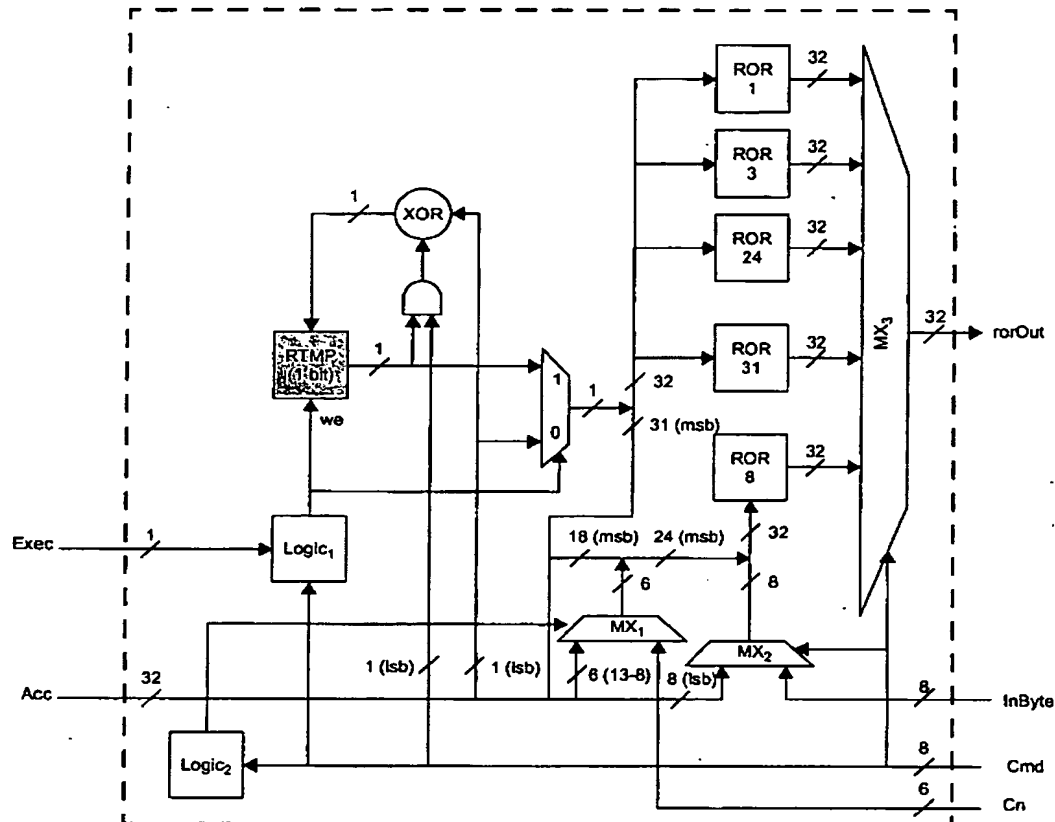 ROR
1
32
ROR
3
32
ROR
24
32
ROR
31
32
ROR
8
32
MX3
32
rorOut
1
XOR
RTMP
(1-bit)
1
we
1
0
1
32
31 (msb)
Exec
1
Logic1
18 (msb)
24 (msb)
32
6
8
MX1
MX2
1 (lsb)
1 (lsb)
6 (13-8)
8 (lsb)
Acc
32
8
InByte
Logic2
8
Cmd
6
Cn